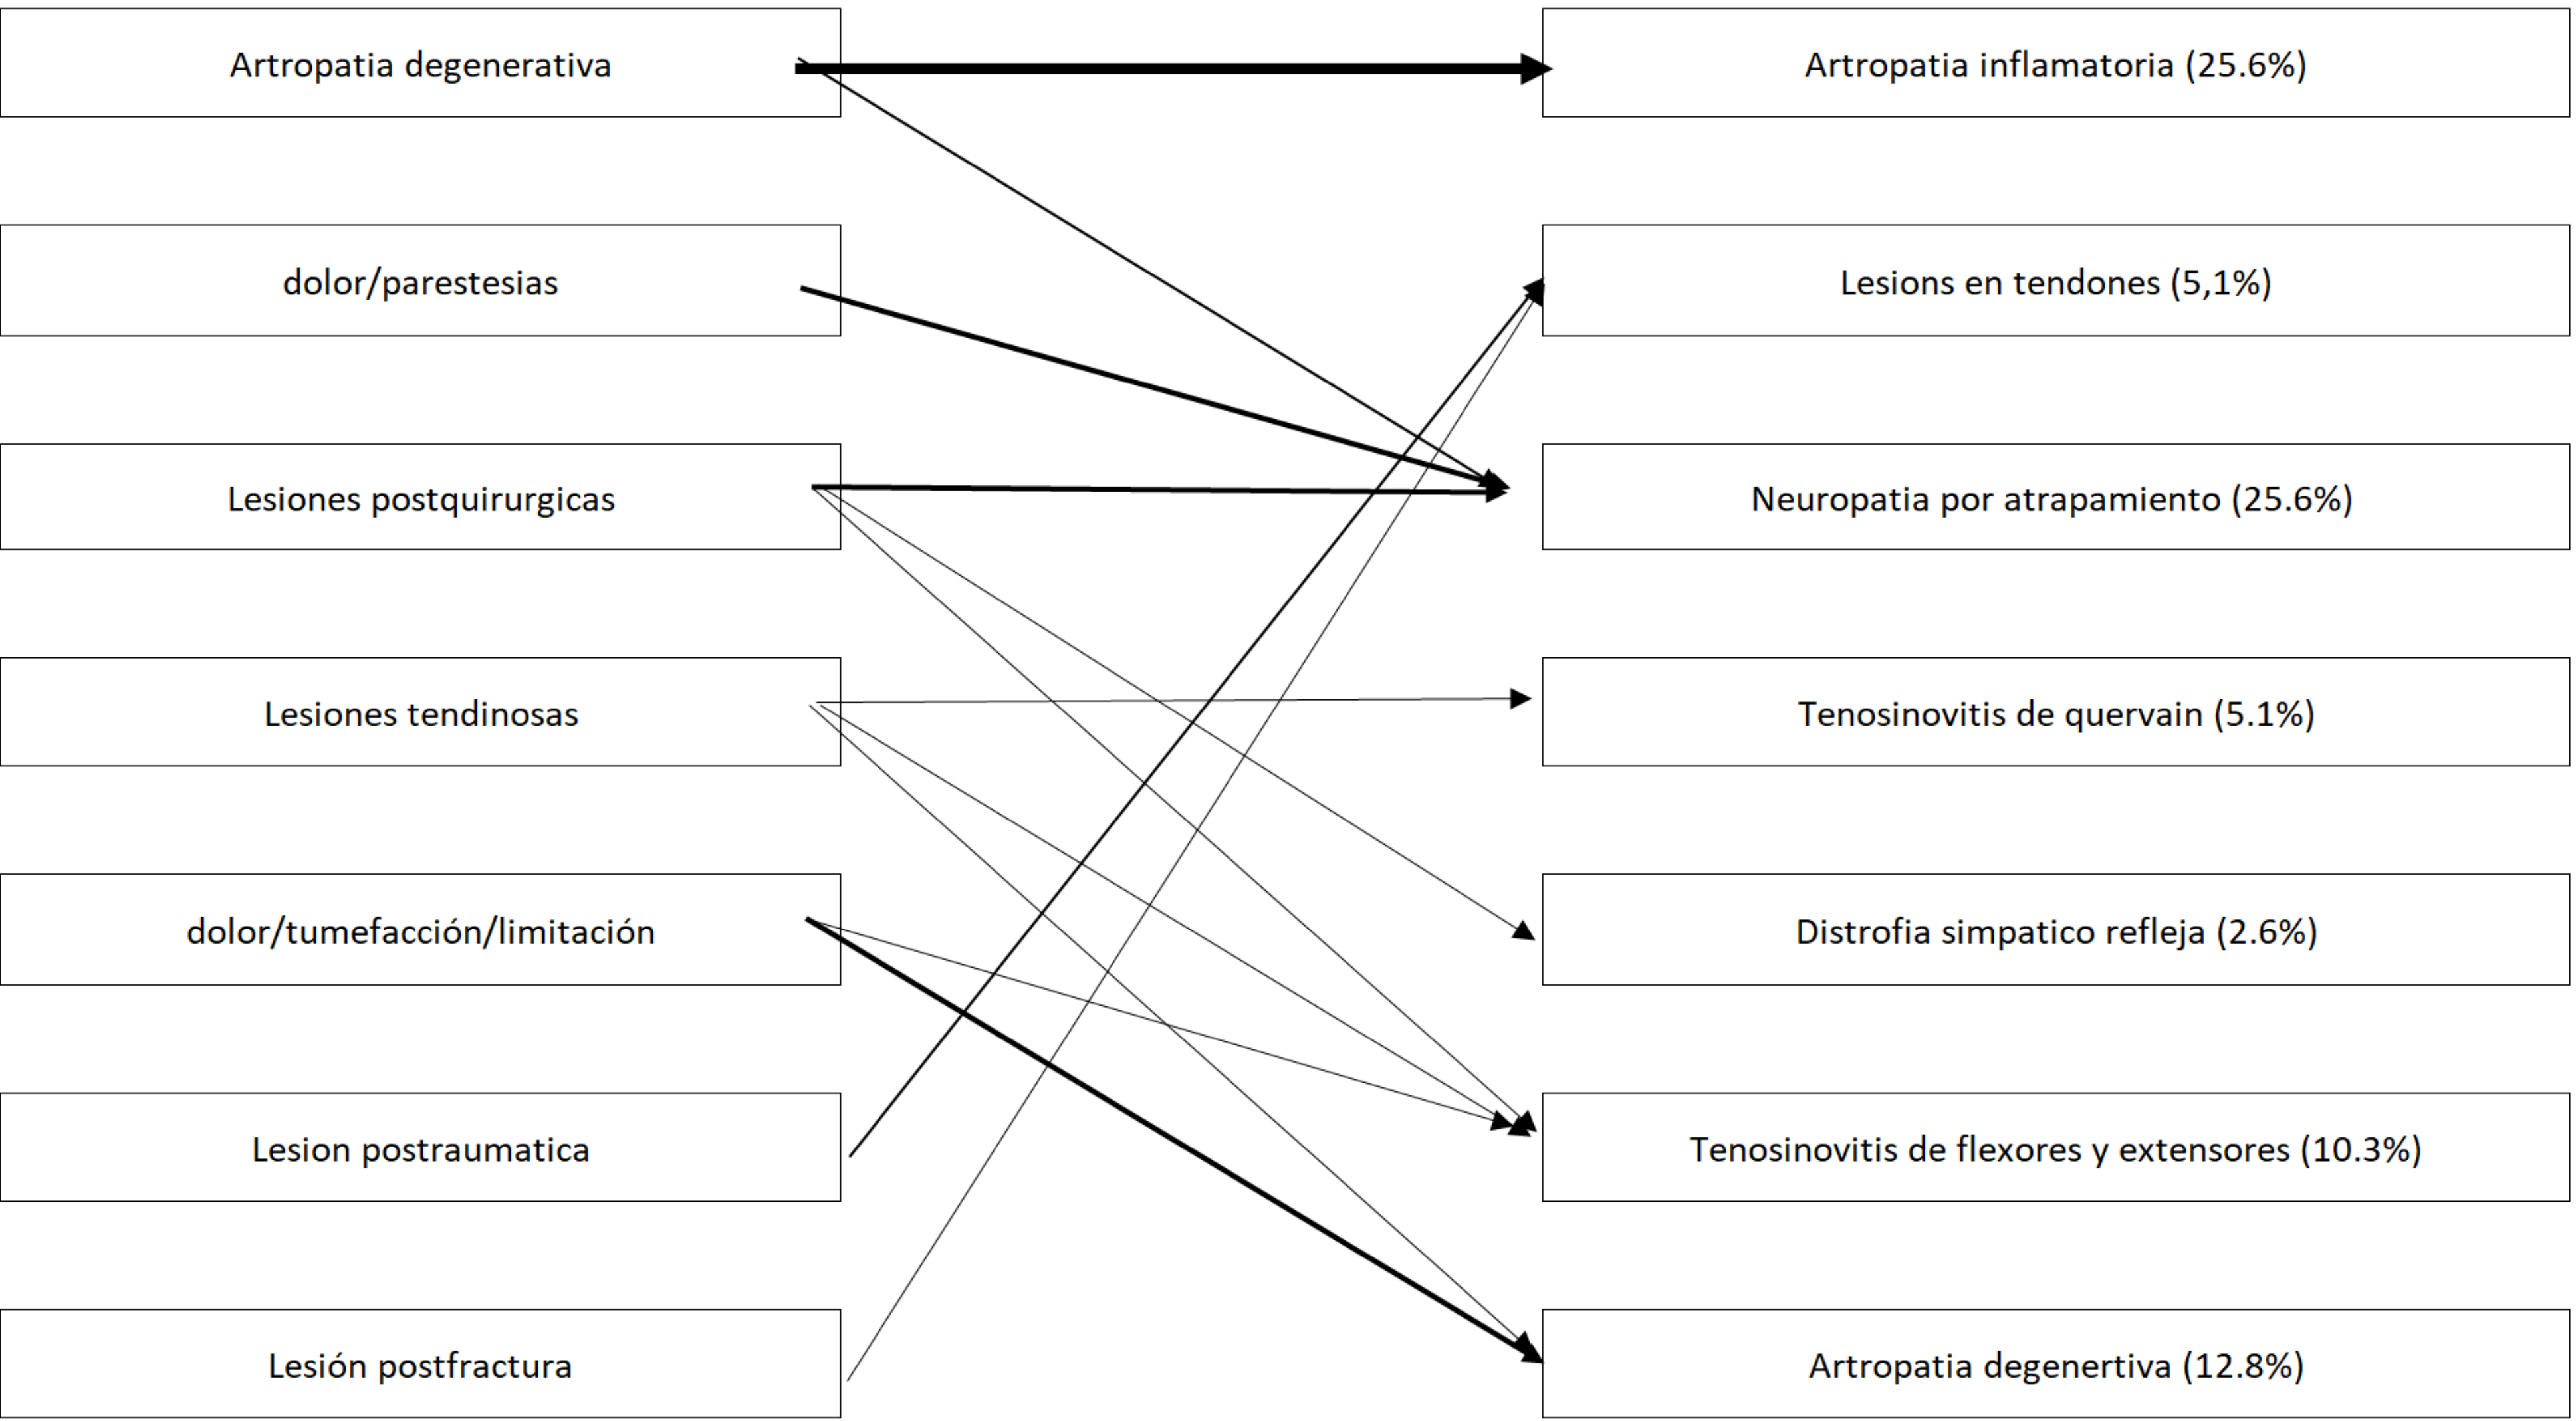 Artropatia degenerativa
Artropatia inflamatoria (25.6%)
dolor/parestesias
Lesions en tendones (5,1%)
Lesiones postquirurgicas
Neuropatia por atrapamiento (25.6%)
Lesiones tendinosas
Tenosinovitis de quervain (5.1%)
dolor/tumefacción/limitación
Distrofia simpatico refleja (2.6%)
Lesion postraumatica
Tenosinovitis de flexores y extensores (10.3%)
Lesión postfractura
Artropatia degenertiva (12.8%)